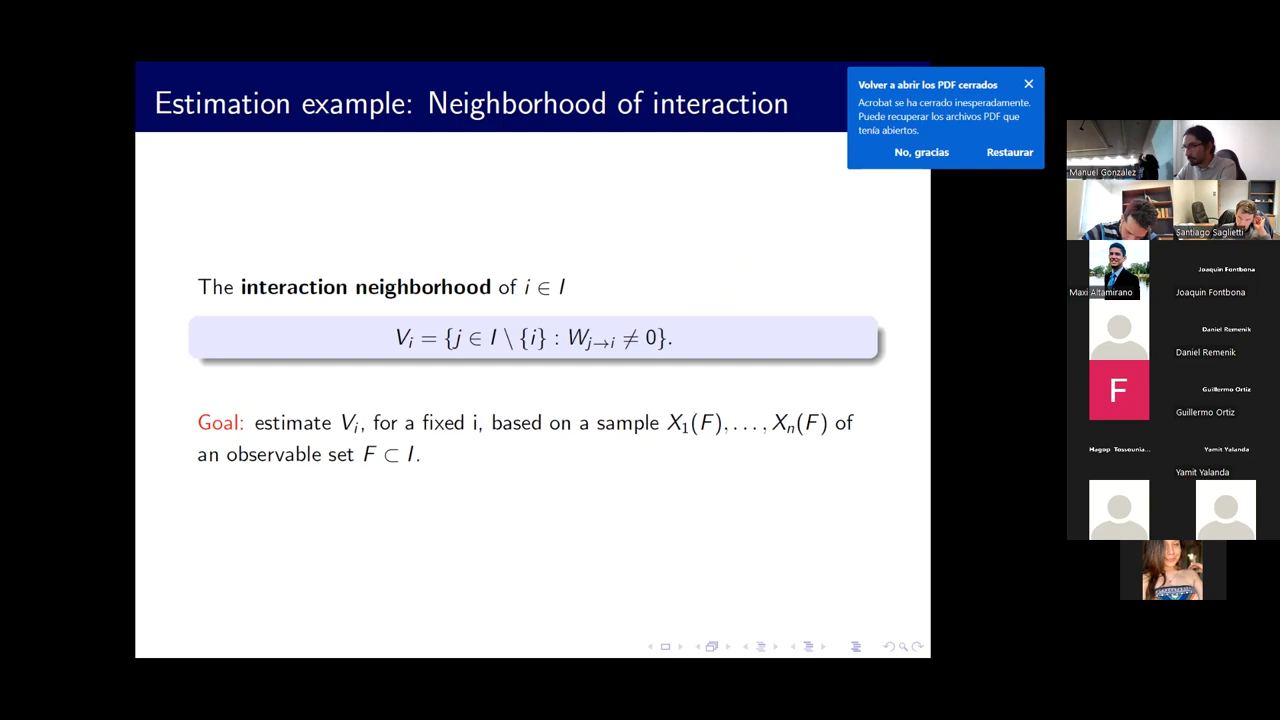 Estimation example: Neighborhood of interaction
Volver a abrir los PDF cerrados
Acrobat se ha cerrado inesperadamente.
Puede recuperar los archivos PDF que
tenía abiertos.
No, gracias Restaurar
The interaction neighborhood of i ∈ I
V_i = {j ∈ I \ {i} : W_{j→i} ≠ 0}.
Goal: estimate V_i, for a fixed i, based on a sample X_1(F), . . . , X_n(F) of
an observable set F ⊂ I.
Manuel González
Santiago Saglietti
Joaquin Fontbona
Maxi Altamirano
Joaquin Fontbona
Daniel Remenik
Daniel Remenik
F
Guillermo Ortiz
Guillermo Ortiz
Hagop Tossounia...
Yamit Yalanda
Yamit Yalanda